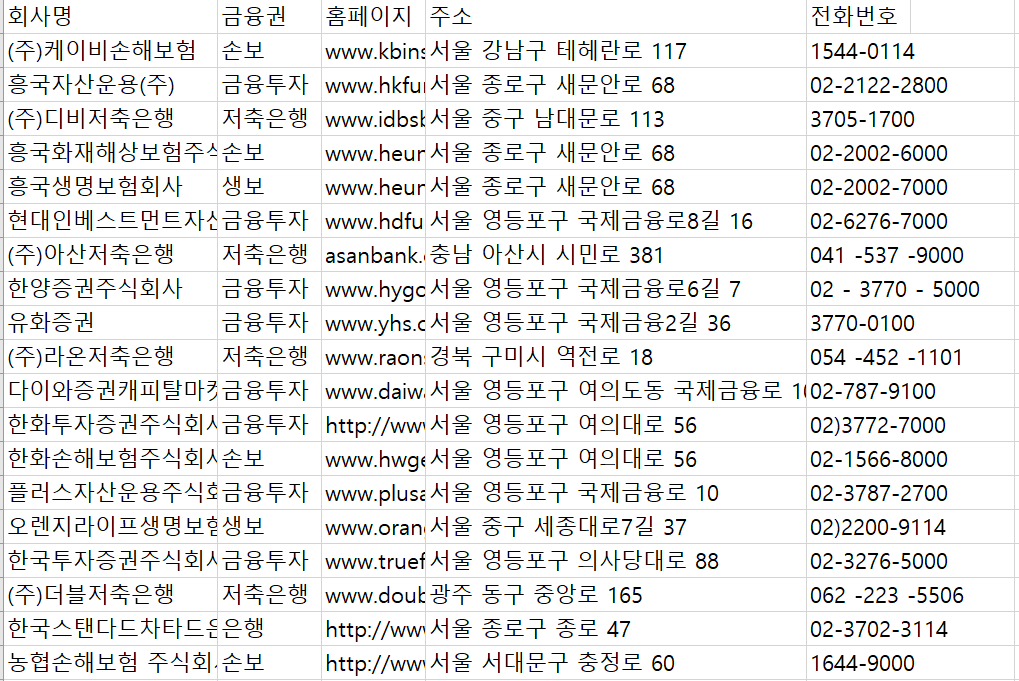 회사명 금융권 홈페이지 주소 전화번호
(주)케이비손해보험 손보 www.kbins 서울 강남구 테헤란로 117 1544-0114
흥국자산운용(주) 금융투자 www.hkfu 서울 종로구 새문안로 68 02-2122-2800
(주)디비저축은행 저축은행 www.idbsb 서울 중구 남대문로 113 3705-1700
흥국화재해상보험주식 손보 www.heun 서울 종로구 새문안로 68 02-2002-6000
흥국생명보험회사 생보 www.heun 서울 종로구 새문안로 68 02-2002-7000
현대인베스트먼트자산 금융투자 www.hdfu 서울 영등포구 국제금융로8길 16 02-6276-7000
(주)아산저축은행 저축은행 asanbank. 충남 아산시 시민로 381 041 -537 -9000
한양증권주식회사 금융투자 www.hygo 서울 영등포구 국제금융로6길 7 02 - 3770 - 5000
유화증권 금융투자 www.yhs.c 서울 영등포구 국제금융2길 36 3770-0100
(주)라온저축은행 저축은행 www.raons 경북 구미시 역전로 18 054 -452 -1101
다이와증권캐피탈마켓 금융투자 www.daiwa 서울 영등포구 여의도동 국제금융로 10 02-787-9100
한화투자증권주식회사 금융투자 http://www 서울 영등포구 여의대로 56 02)3772-7000
한화손해보험주식회사 손보 www.hwge 서울 영등포구 여의대로 56 02-1566-8000
플러스자산운용주식회 금융투자 www.plusa 서울 영등포구 국제금융로 10 02-3787-2700
오렌지라이프생명보험 생보 www.oran 서울 중구 세종대로7길 37 02)2200-9114
한국투자증권주식회사 금융투자 www.truef 서울 영등포구 의사당대로 88 02-3276-5000
(주)더블저축은행 저축은행 www.doub 광주 동구 중앙로 165 062 -223 -5506
한국스탠다드차타드은 은행 http://www 서울 종로구 종로 47 02-3702-3114
농협손해보험 주식회사 손보 http://www 서울 서대문구 충정로 60 1644-9000